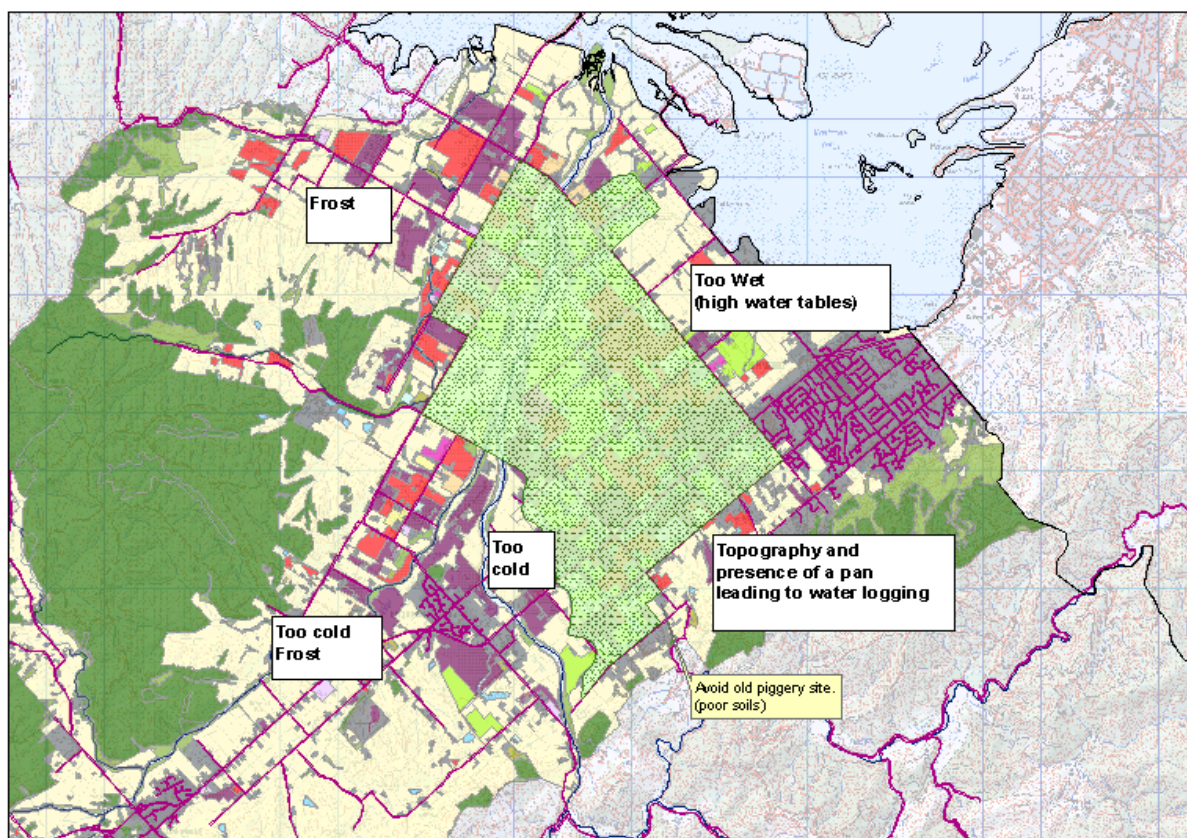 Frost
Too Wet
(high water tables)
Too
cold
Topography and
presence of a pan
leading to water logging
Too cold
Frost
Avoid old piggery site.
(poor soils)